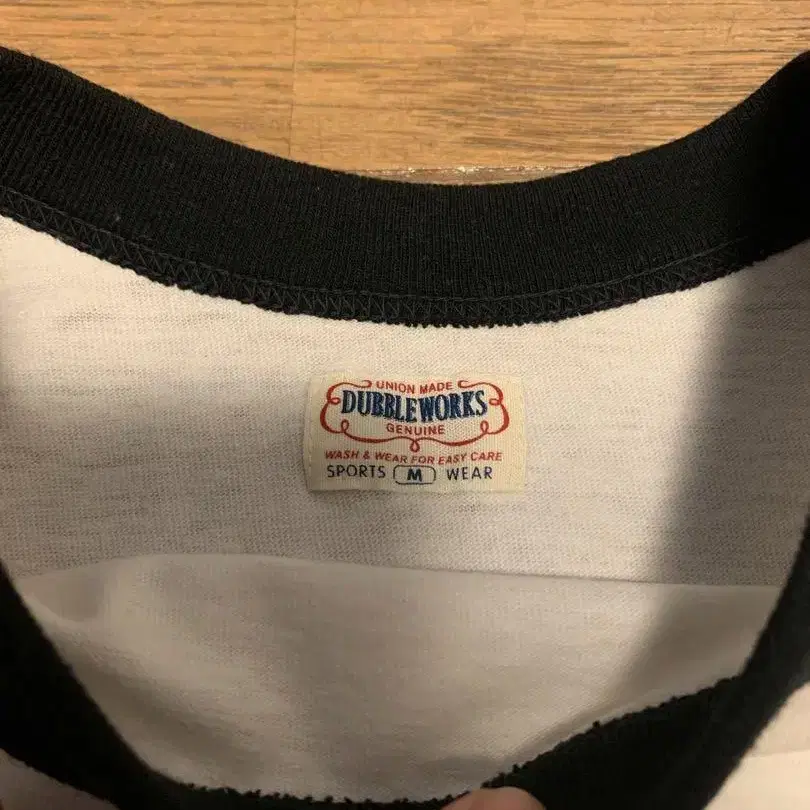 UNION MADE
DUBBLEWORKS
GENUINE
WASH & WEAR FOR EASY CARE
SPORTS M WEAR